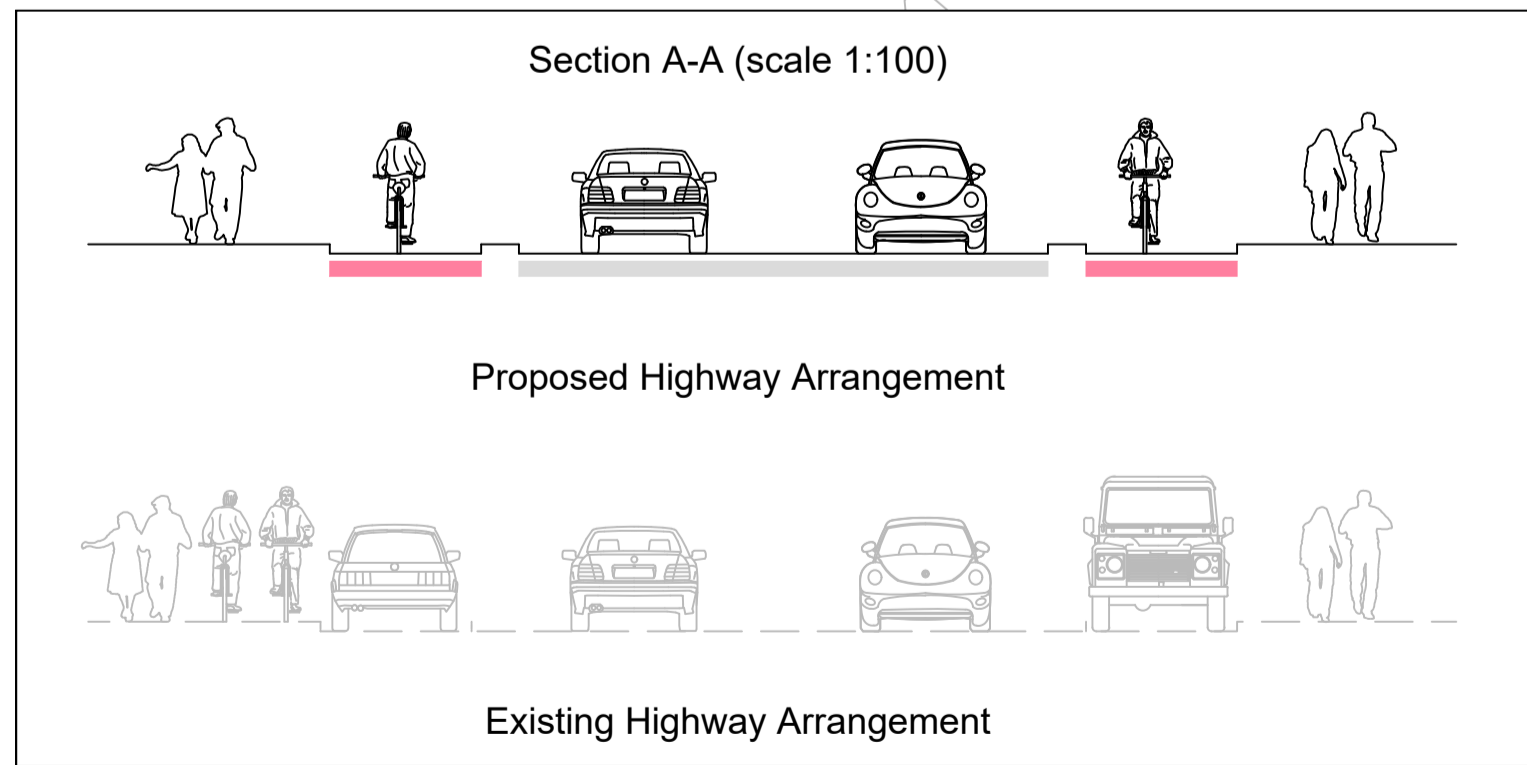 Section A-A (scale 1:100)
Proposed Highway Arrangement
Existing Highway Arrangement